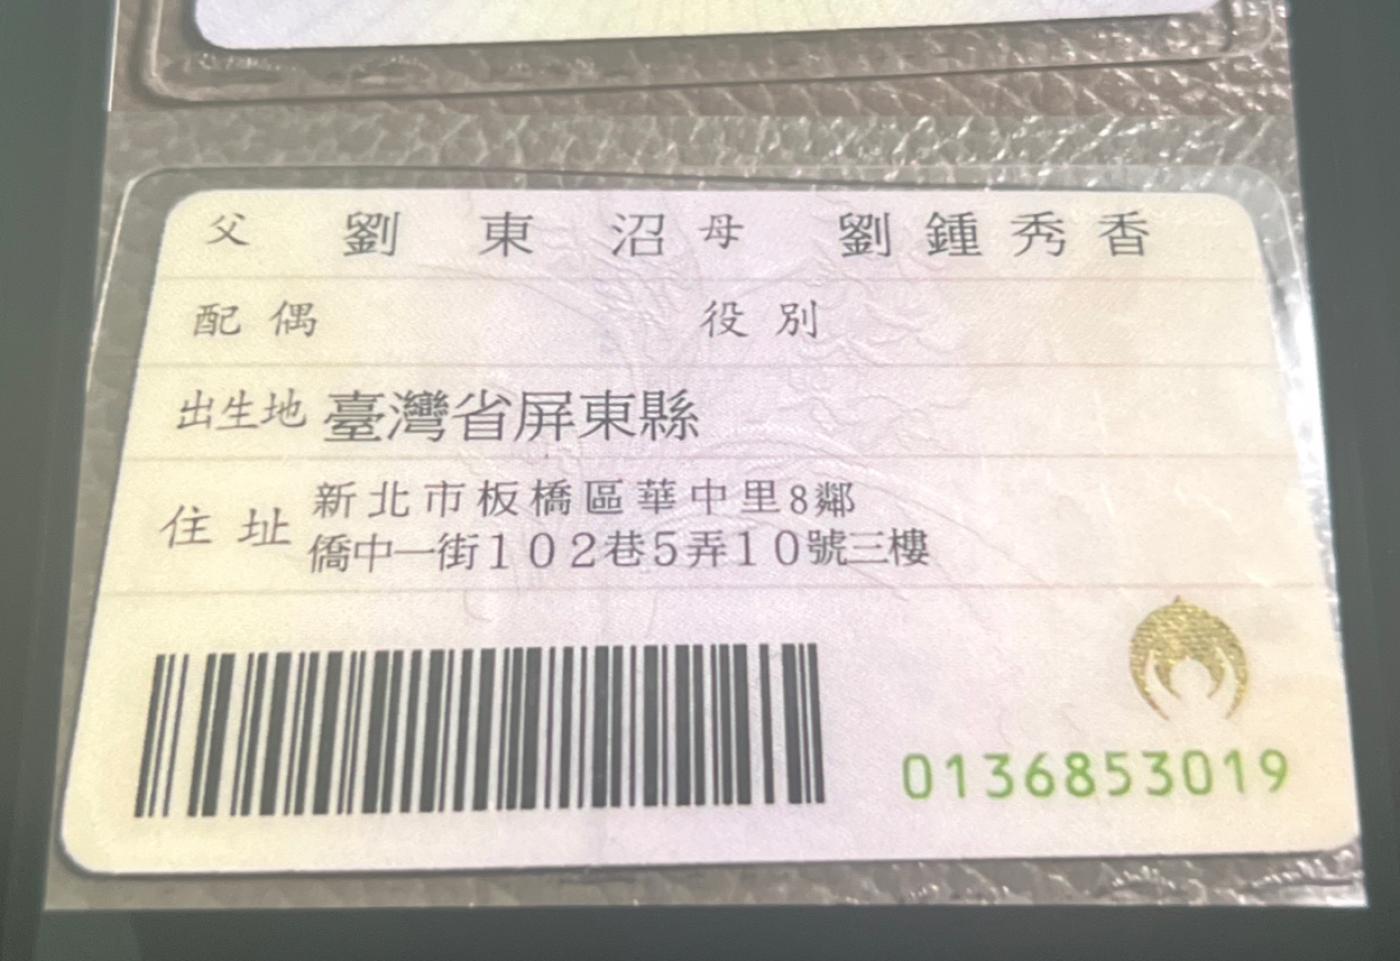 父 劉東沼 母 劉鍾秀香
配偶 役別
出生地 臺灣省屏東縣
住址 新北市板橋區華中里8鄰
僑中一街102巷5弄10號三樓
0136853019